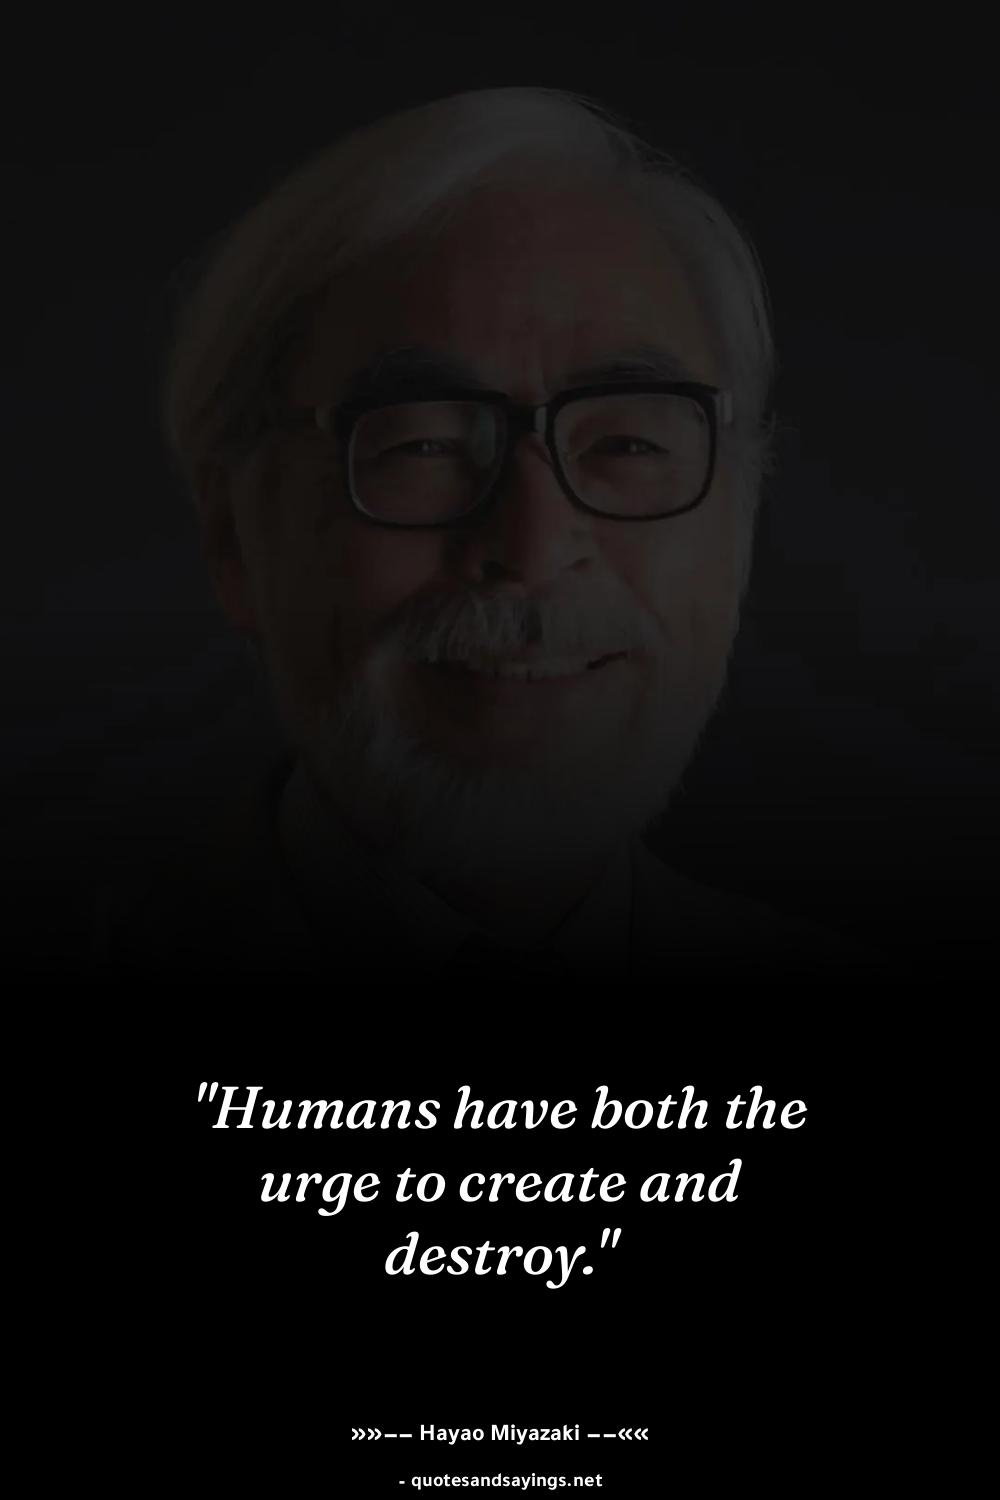 "Humans have both the
urge to create and
destroy."
»»–– Hayao Miyazaki ––««
- quotesandsayings.net